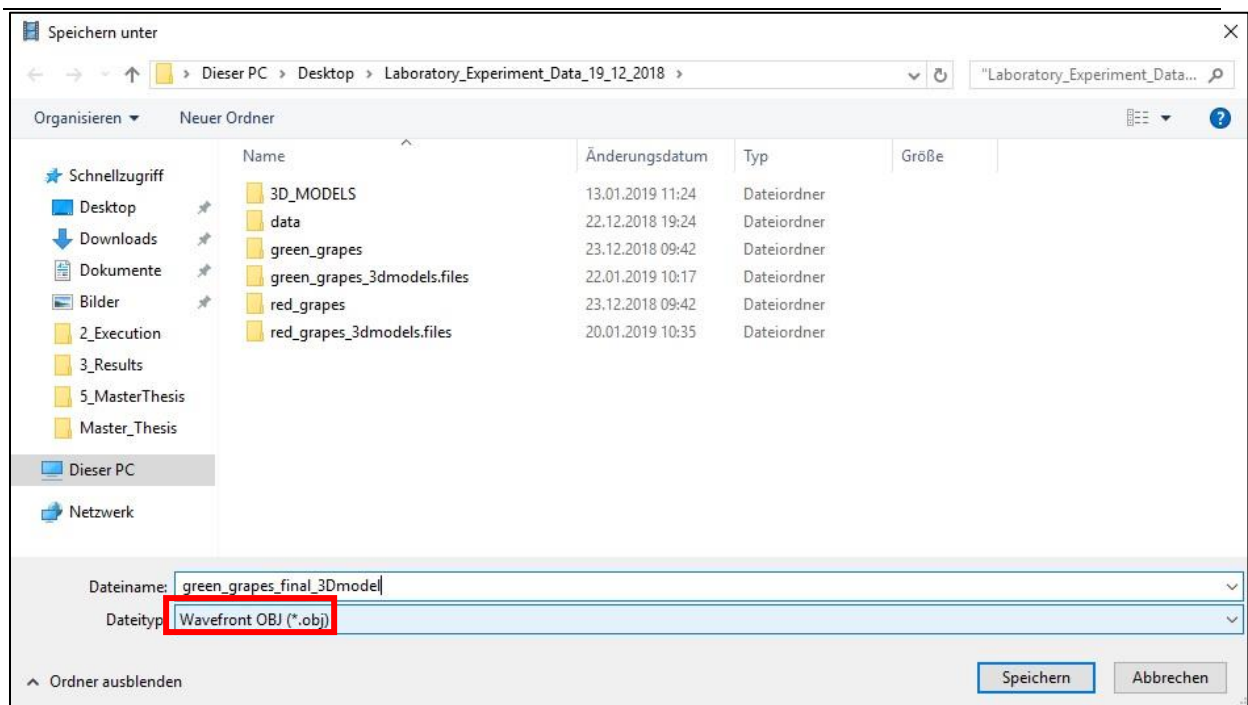 Speichern unter
Dieser PC > Desktop > Laboratory_Experiment_Data_19_12_2018 >
"Laboratory_Experiment_Data...
Organisieren
Neuer Ordner
Name Änderungsdatum Typ Größe
Schnellzugriff
Desktop
Downloads
Dokumente
Bilder
2_Execution
3_Results
5_MasterThesis
Master_Thesis
Dieser PC
Netzwerk
3D_MODELS 13.01.2019 11:24 Dateiordner
data 22.12.2018 19:24 Dateiordner
green_grapes 23.12.2018 09:42 Dateiordner
green_grapes_3dmodels.files 22.01.2019 10:17 Dateiordner
red_grapes 23.12.2018 09:42 Dateiordner
red_grapes_3dmodels.files 20.01.2019 10:35 Dateiordner
Dateiname: green_grapes_final_3Dmodel
Dateityp Wavefront OBJ (*.obj)
Ordner ausblenden
Speichern
Abbrechen